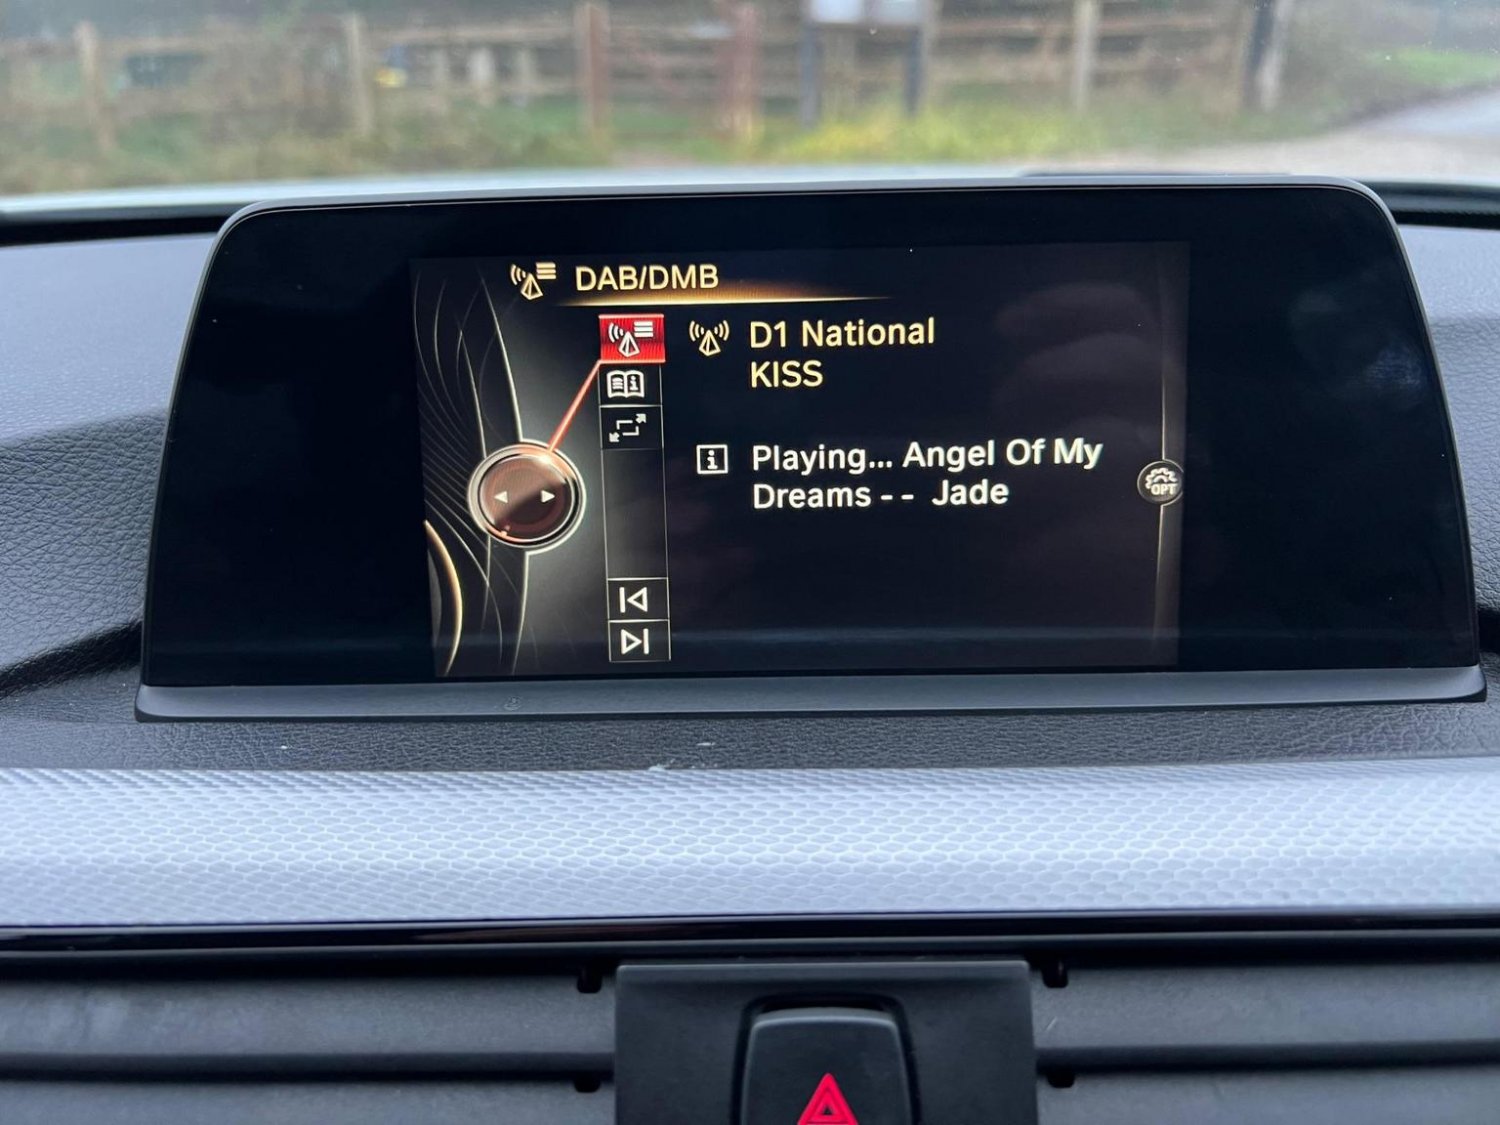 DAB/DMB
D1 National
KISS
Playing... Angel Of My
Dreams - - Jade
OPT